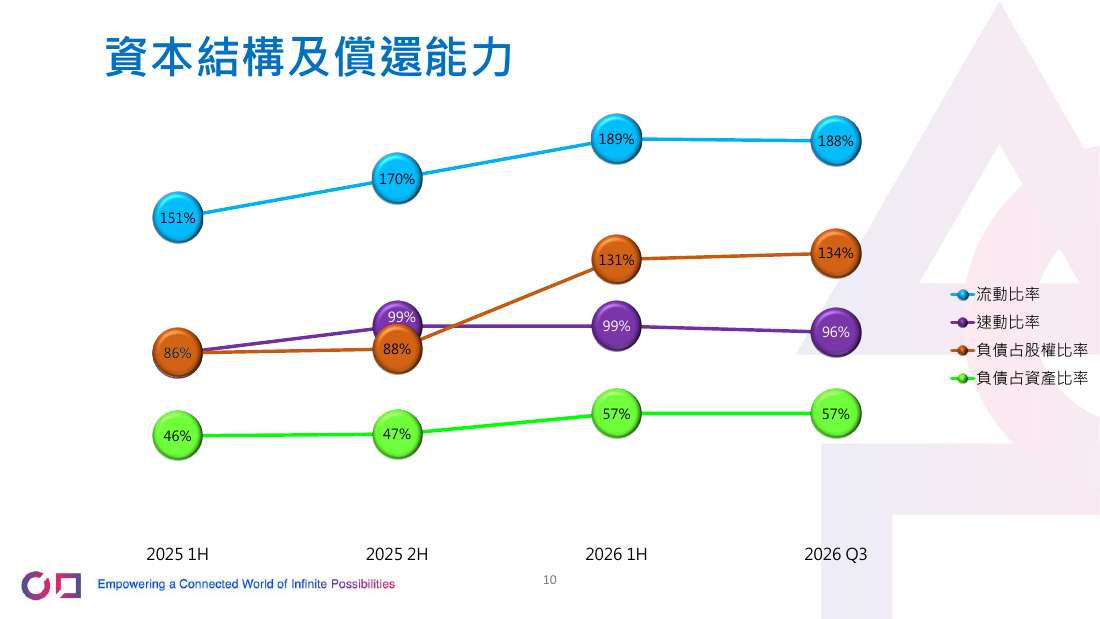 資本結構及償還能力
189%
188%
170%
151%
131%
134%
99%
99%
96%
86%
88%
57%
57%
46%
47%
流動比率
速動比率
負債占股權比率
負債占資產比率
2025 1H
2025 2H
2026 1H
2026 Q3
Empowering a Connected World of Infinite Possibilities
10